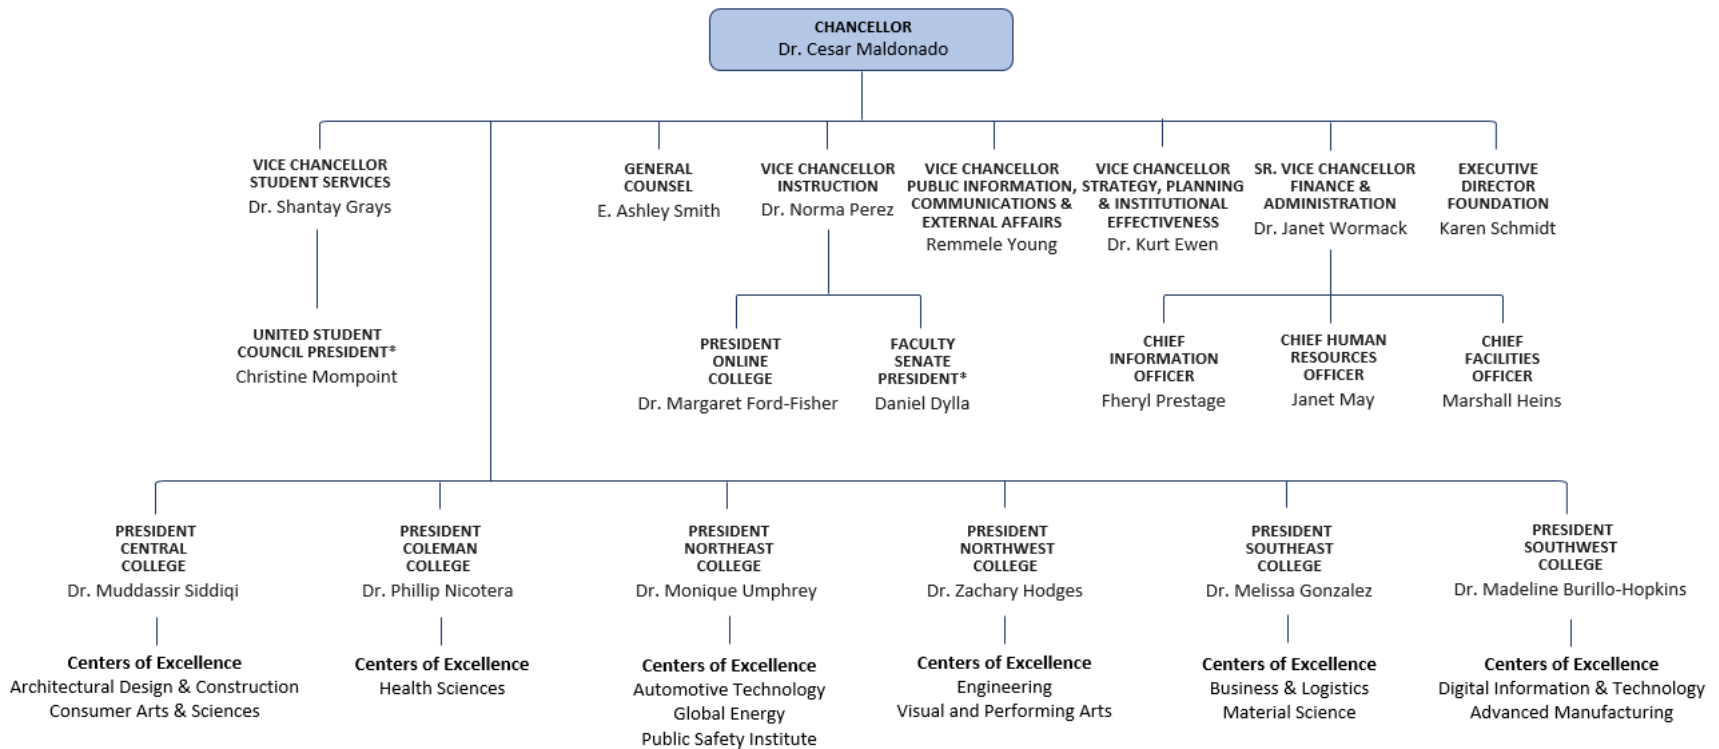 CHANCELLOR
Dr. Cesar Maldonado
VICE CHANCELLOR
STUDENT SERVICES
Dr. Shantay Grays
GENERAL
COUNSEL
E. Ashley Smith
VICE CHANCELLOR
INSTRUCTION
Dr. Norma Perez
VICE CHANCELLOR
PUBLIC INFORMATION,
COMMUNICATIONS &
EXTERNAL AFFAIRS
Remmele Young
VICE CHANCELLOR
STRATEGY, PLANNING
& INSTITUTIONAL
EFFECTIVENESS
Dr. Kurt Ewen
SR. VICE CHANCELLOR
FINANCE &
ADMINISTRATION
Dr. Janet Wormack
EXECUTIVE
DIRECTOR
FOUNDATION
Karen Schmidt
UNITED STUDENT
COUNCIL PRESIDENT*
Christine Mompoint
PRESIDENT
ONLINE
COLLEGE
Dr. Margaret Ford-Fisher
FACULTY
SENATE
PRESIDENT*
Daniel Dylla
CHIEF
INFORMATION
OFFICER
Fheryl Prestage
CHIEF HUMAN
RESOURCES
OFFICER
Janet May
CHIEF
FACILITIES
OFFICER
Marshall Heins
PRESIDENT
CENTRAL
COLLEGE
Dr. Muddassir Siddiqi
PRESIDENT
COLEMAN
COLLEGE
Dr. Phillip Nicotera
PRESIDENT
NORTHEAST
COLLEGE
Dr. Monique Umphrey
PRESIDENT
NORTHWEST
COLLEGE
Dr. Zachary Hodges
PRESIDENT
SOUTHEAST
COLLEGE
Dr. Melissa Gonzalez
PRESIDENT
SOUTHWEST
COLLEGE
Dr. Madeline Burillo-Hopkins
Centers of Excellence
Architectural Design & Construction
Consumer Arts & Sciences
Centers of Excellence
Health Sciences
Centers of Excellence
Automotive Technology
Global Energy
Public Safety Institute
Centers of Excellence
Engineering
Visual and Performing Arts
Centers of Excellence
Business & Logistics
Material Science
Centers of Excellence
Digital Information & Technology
Advanced Manufacturing